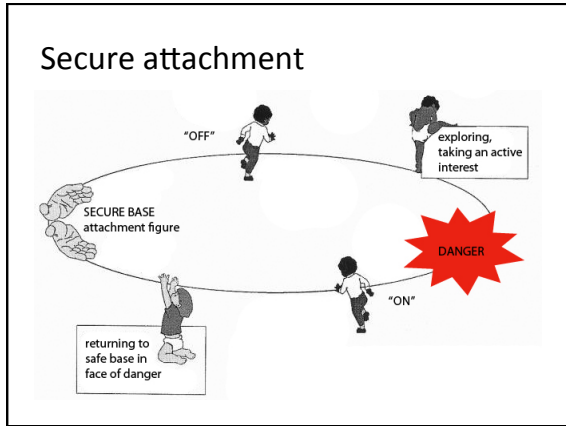 Secure attachment
"OFF"
exploring,
taking an active
interest
SECURE BASE
attachment figure
DANGER
"ON"
returning to
safe base in
face of danger